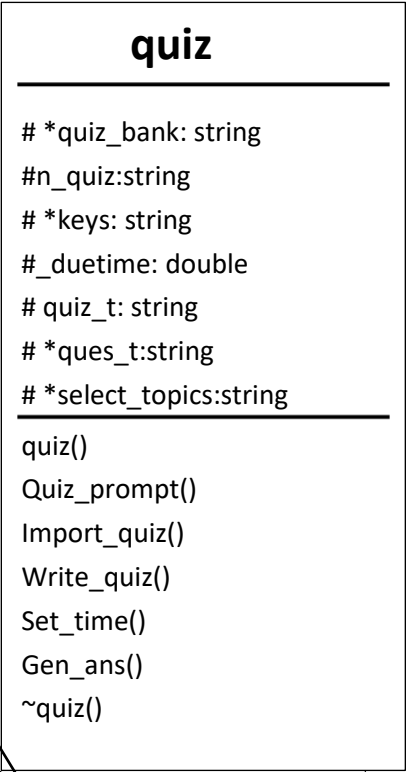 quiz
# *quiz_bank: string
#n_quiz:string
# *keys: string
#_duetime: double
# quiz_t: string
# *ques_t:string
# *select_topics:string
quiz()
Quiz_prompt()
Import_quiz()
Write_quiz()
Set_time()
Gen_ans()
~quiz()